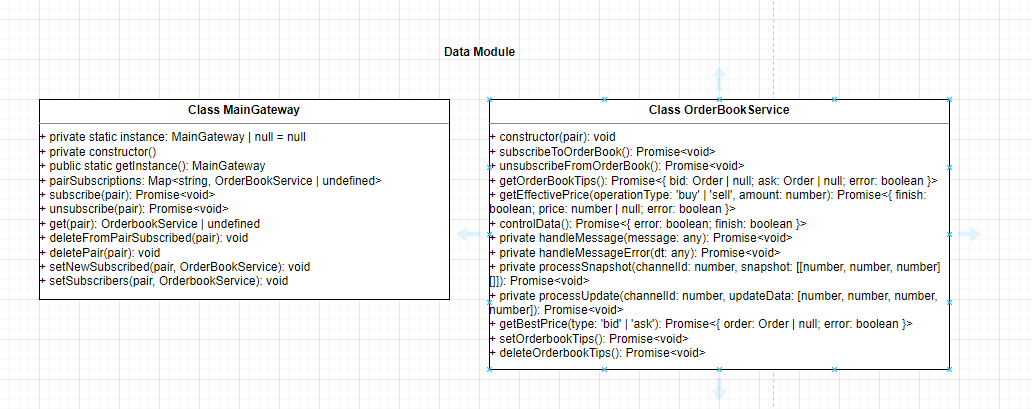 Data Module
Class MainGateway
+ private static instance: MainGateway | null = null
+ private constructor()
+ public static getInstance(): MainGateway
+ pairSubscriptions: Map<string, OrderBookService | undefined>
+ subscribe(pair): Promise<void>
+ unsubscribe(pair): Promise<void>
+ get(pair): OrderbookService | undefined
+ deleteFromPairSubscribed(pair): void
+ deletePair(pair): void
+ setNewSubscribed(pair, OrderBookService): void
+ setSubscribers(pair, OrderbookService): void
Class OrderBookService
+ constructor(pair): void
+ subscribeToOrderBook(): Promise<void>
+ unsubscribeFromOrderBook(): Promise<void>
+ getOrderBookTips(): Promise<{ bid: Order | null; ask: Order | null; error: boolean }>
+ getEffectivePrice(operationType: 'buy' | 'sell', amount: number): Promise<{ finish:
boolean; price: number | null; error: boolean }>
+ controlData(): Promise<{ error: boolean; finish: boolean }>
+ private handleMessage(message: any): Promise<void>
+ private handleMessageError(dt: any): Promise<void>
+ private processSnapshot(channelId: number, snapshot: [[number, number, number]
[]]): Promise<void>
+ private processUpdate(channelId: number, updateData: [number, number, number,
number]): Promise<void>
+ getBestPrice(type: 'bid' | 'ask'): Promise<{ order: Order | null; error: boolean }>
+ setOrderbookTips(): Promise<void>
+ deleteOrderbookTips(): Promise<void>